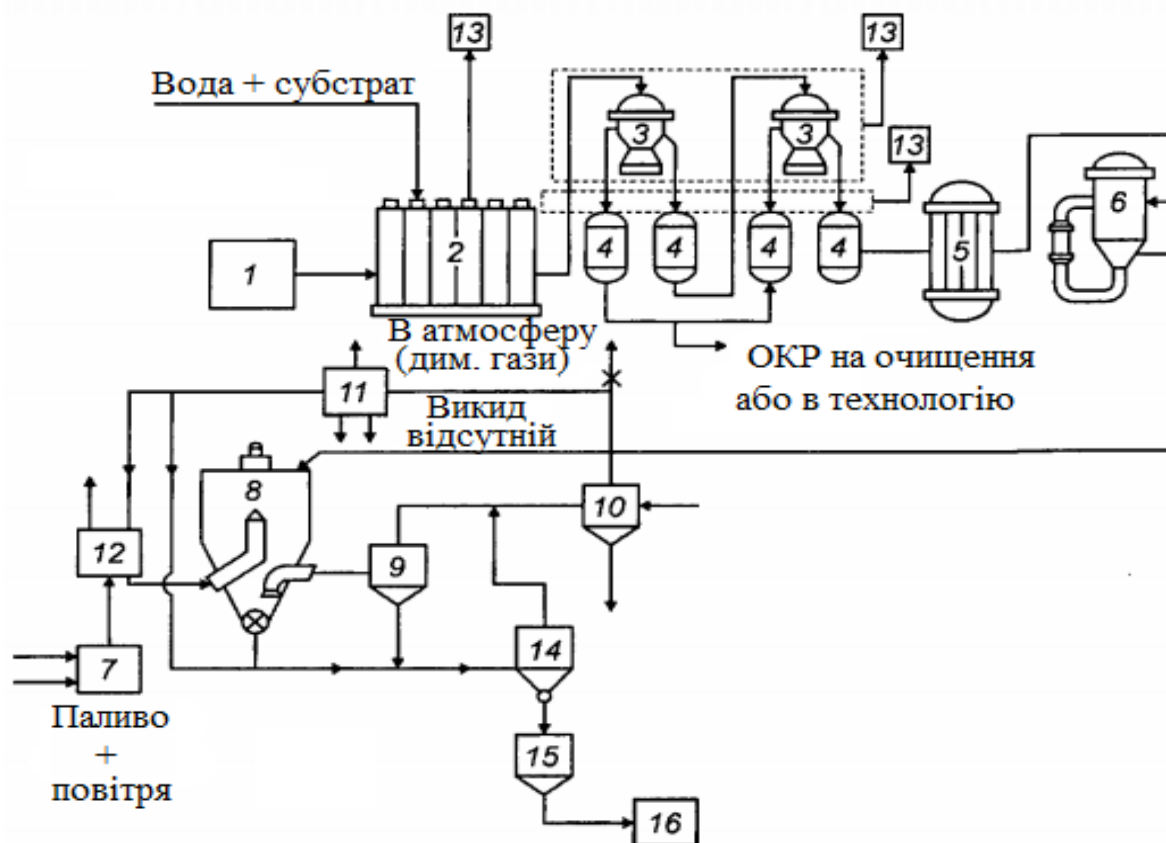 13
13
Вода + субстрат
3
3
13
6
4
4
4
4
5
1
2
В атмосферу
(дим. гази)
ОКР на очищення
або в технологію
11
Викид
відсутній
8
10
12
9
14
7
Паливо
+
повітря
15
16